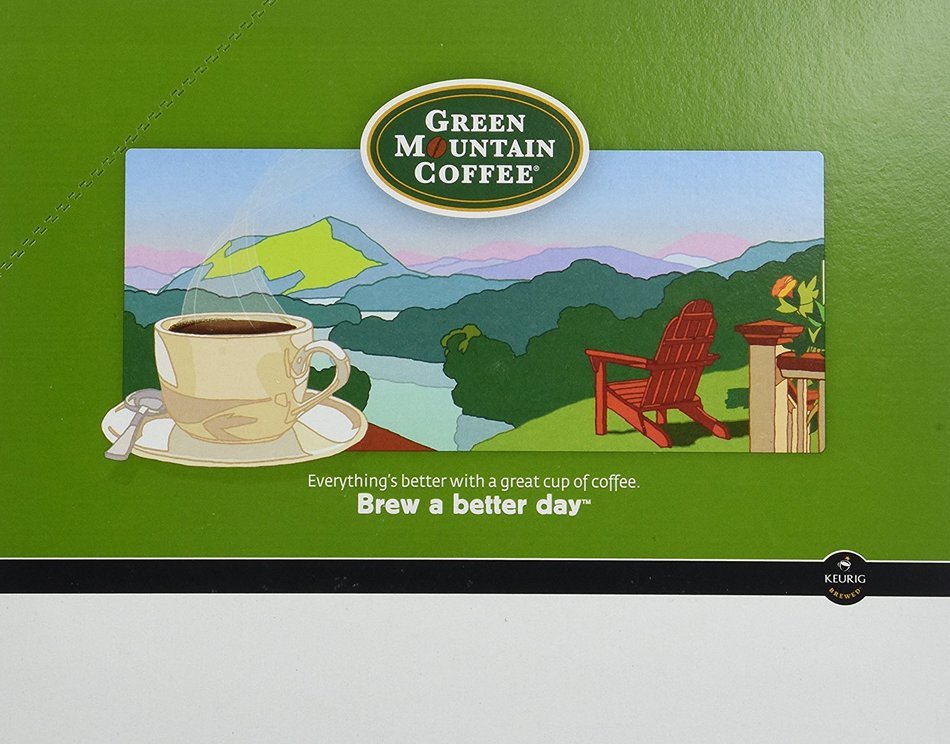 GREEN
MOUNTAIN
COFFEE®
Everything's better with a great cup of coffee.
Brew a better day™
KEURIG
BREWED